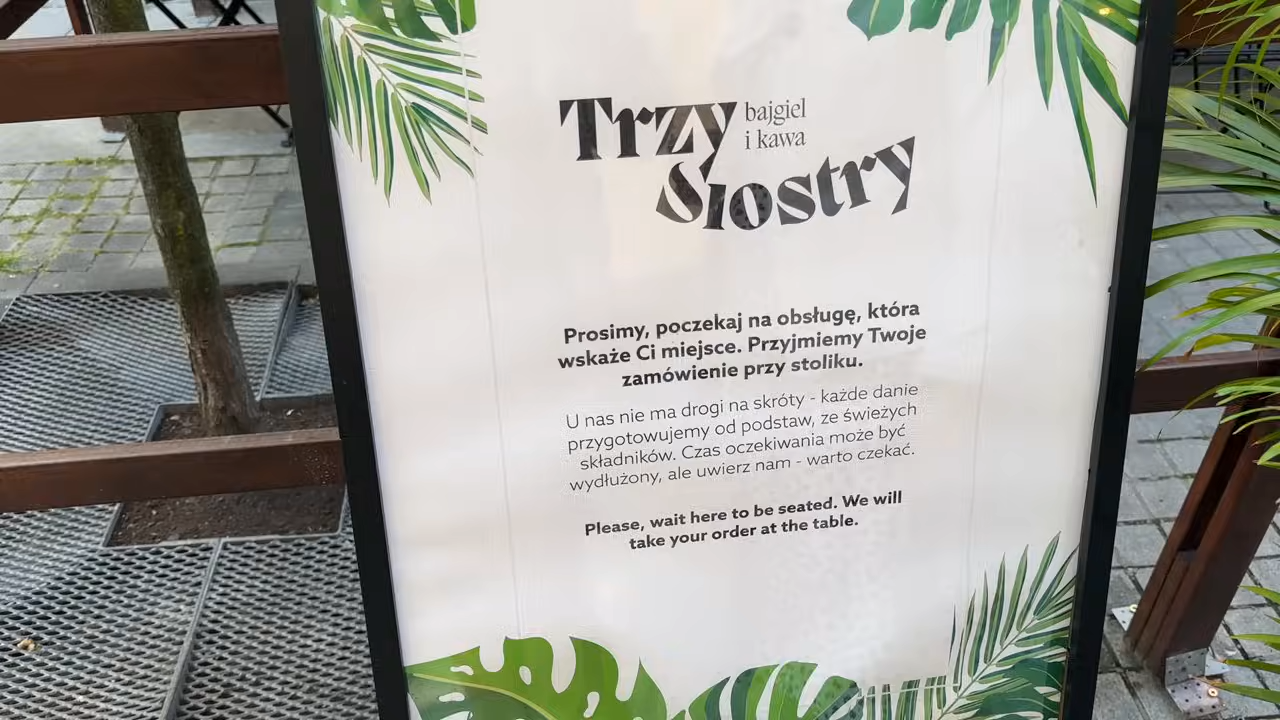 Trzy
bajgiel
i kawa
Siostry
Prosimy, poczekaj na obsługę, która
wskaże Ci miejsce. Przyjmiemy Twoje
zamówienie przy stoliku.
U nas nie ma drogi na skróty - każde danie
przygotowujemy od podstaw, ze świeżych
składników. Czas oczekiwania może być
wydłużony, ale uwierz nam - warto czekać.
Please, wait here to be seated. We will
take your order at the table.